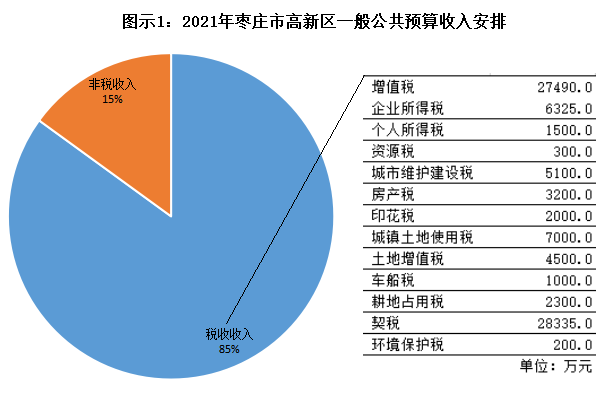 图示1：2021年枣庄市高新区一般公共预算收入安排
非税收入
15%
税收收入
85%
增值税 27490.0
企业所得税 6325.0
个人所得税 1500.0
资源税 300.0
城市维护建设税 5100.0
房产税 3200.0
印花税 2000.0
城镇土地使用税 7000.0
土地增值税 4500.0
车船税 1000.0
耕地占用税 2300.0
契税 28335.0
环境保护税 200.0
单位：万元